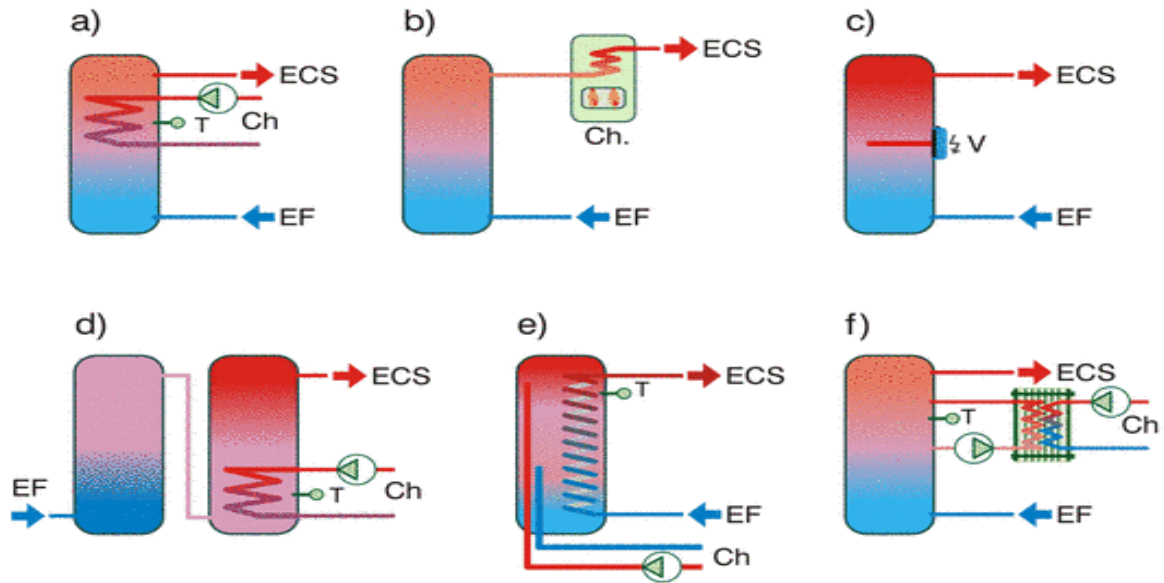 a)
ECS
Ch
T
EF
b)
ECS
Ch.
EF
c)
ECS
V
EF
d)
ECS
EF
T
Ch
e)
ECS
T
EF
Ch
f)
ECS
T
Ch
EF